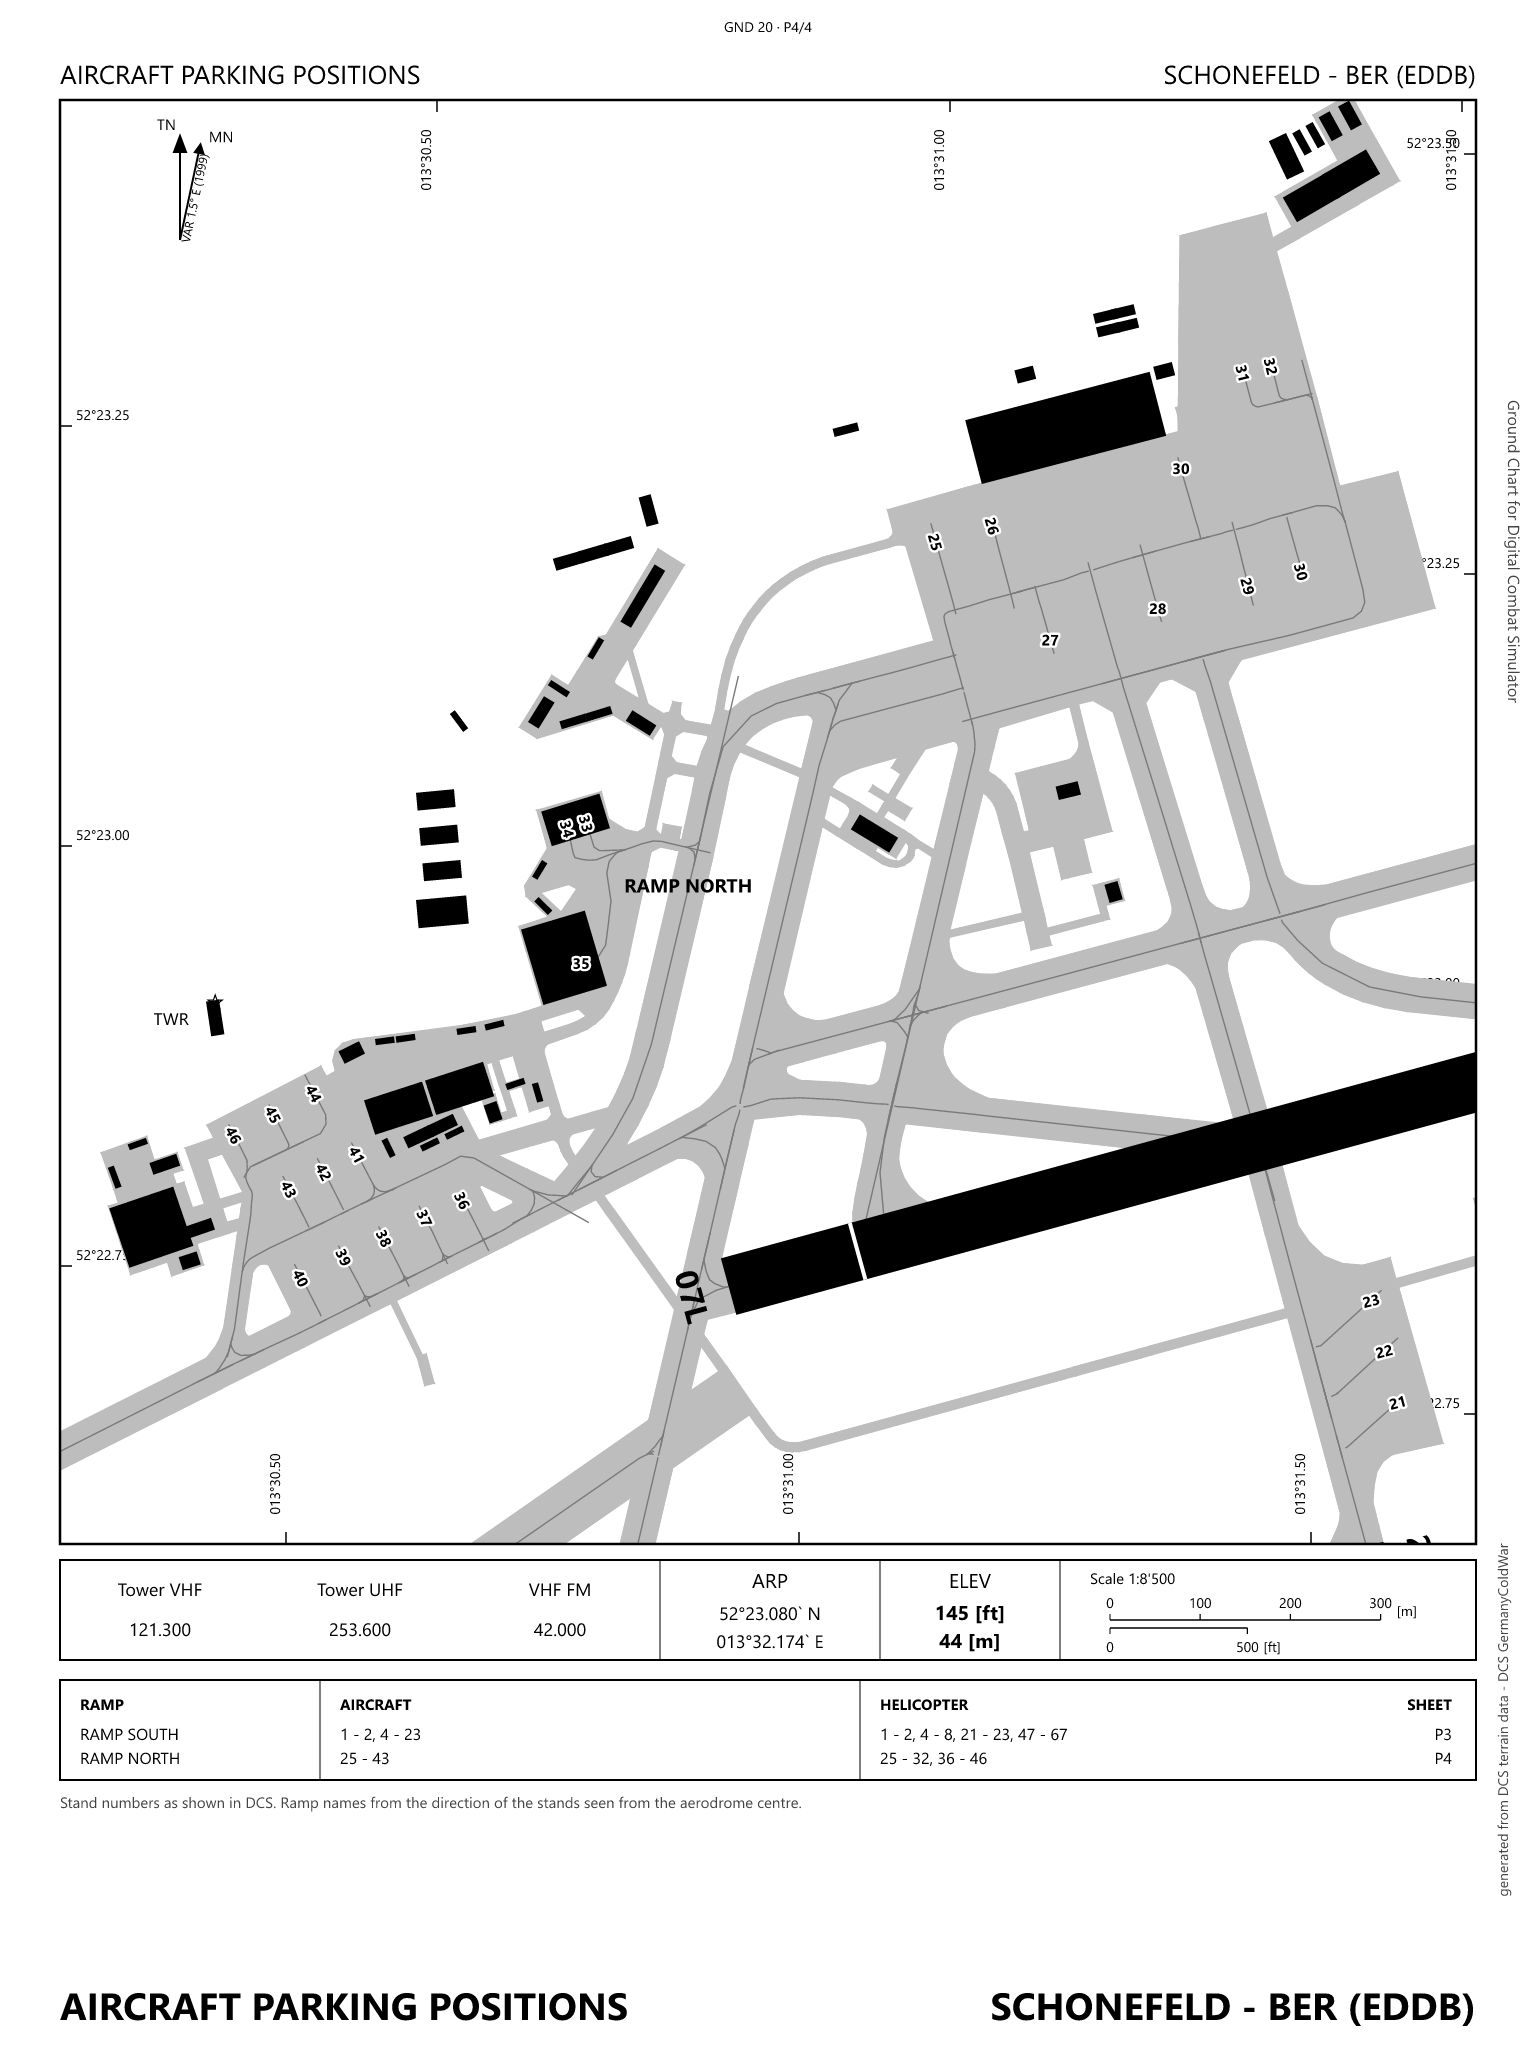 GND 20 · P4/4
AIRCRAFT PARKING POSITIONS
SCHONEFELD - BER (EDDB)
TN
MN
VAR 1.5° E (1999)
013°30.50
013°31.00
013°31.50
52°23.50
52°23.25
31
32
30
25
26
°23.25
29
30
28
27
52°23.00
34
33
RAMP NORTH
35
TWR
44
45
46
41
42
43
36
37
38
39
40
52°22.7
07L
23
22
21
2.75
013°30.50
013°31.00
013°31.50
Ground Chart for Digital Combat Simulator
generated from DCS terrain data - DCS GermanyColdWar
Tower VHF
121.300
Tower UHF
253.600
VHF FM
42.000
ARP
52°23.080` N
013°32.174` E
ELEV
145 [ft]
44 [m]
Scale 1:8'500
0 100 200 300 [m]
0 500 [ft]
RAMP AIRCRAFT HELICOPTER SHEET
RAMP SOUTH 1 - 2, 4 - 23 1 - 2, 4 - 8, 21 - 23, 47 - 67 P3
RAMP NORTH 25 - 43 25 - 32, 36 - 46 P4
Stand numbers as shown in DCS. Ramp names from the direction of the stands seen from the aerodrome centre.
AIRCRAFT PARKING POSITIONS
SCHONEFELD - BER (EDDB)